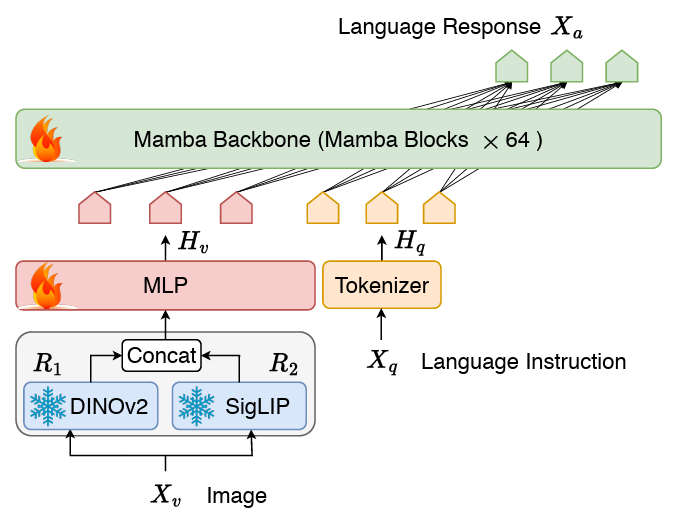 Language Response X_a
Mamba Backbone (Mamba Blocks × 64 )
H_v
H_q
MLP
Tokenizer
R_1
Concat
R_2
X_q Language Instruction
DINOv2
SigLIP
X_v Image